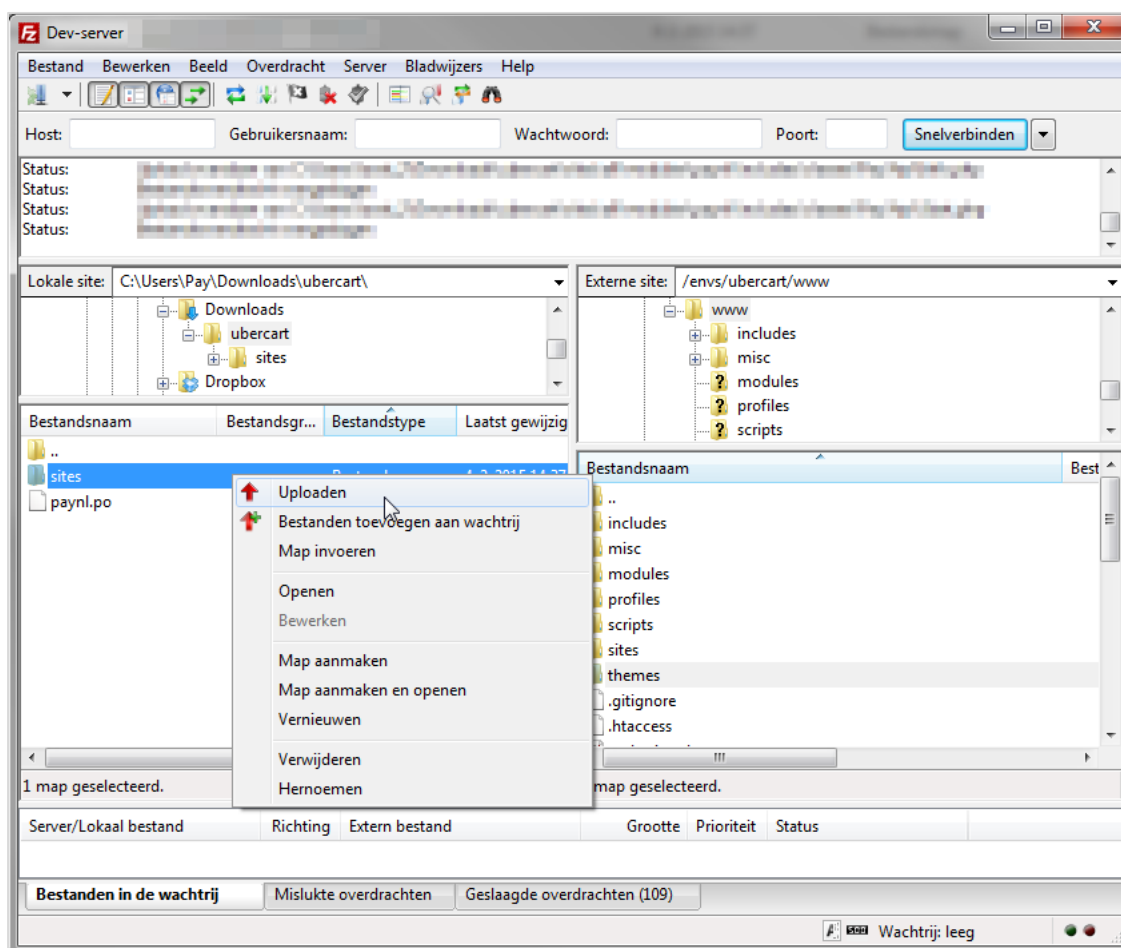 Dev-server
Bestand Bewerken Beeld Overdracht Server Bladwijzers Help
Host: Gebruikersnaam: Wachtwoord: Poort: Snelverbinden
Status:
Status:
Status:
Status:
Lokale site: C:\Users\Pay\Downloads\ubercart\
Downloads
ubercart
sites
Dropbox
Externe site: /envs/ubercart/www
www
includes
misc
modules
profiles
scripts
Bestandsnaam Bestandsgr... Bestandstype Laatst gewijzig
..
sites
paynl.po
Uploaden
Bestanden toevoegen aan wachtrij
Map invoeren
Openen
Bewerken
Map aanmaken
Map aanmaken en openen
Vernieuwen
Verwijderen
Hernoemen
Bestandsnaam Best
..
includes
misc
modules
profiles
scripts
sites
themes
.gitignore
.htaccess
1 map geselecteerd.
map geselecteerd.
Server/Lokaal bestand Richting Extern bestand Grootte Prioriteit Status
Bestanden in de wachtrij Mislukte overdrachten Geslaagde overdrachten (109)
Wachtrij: leeg